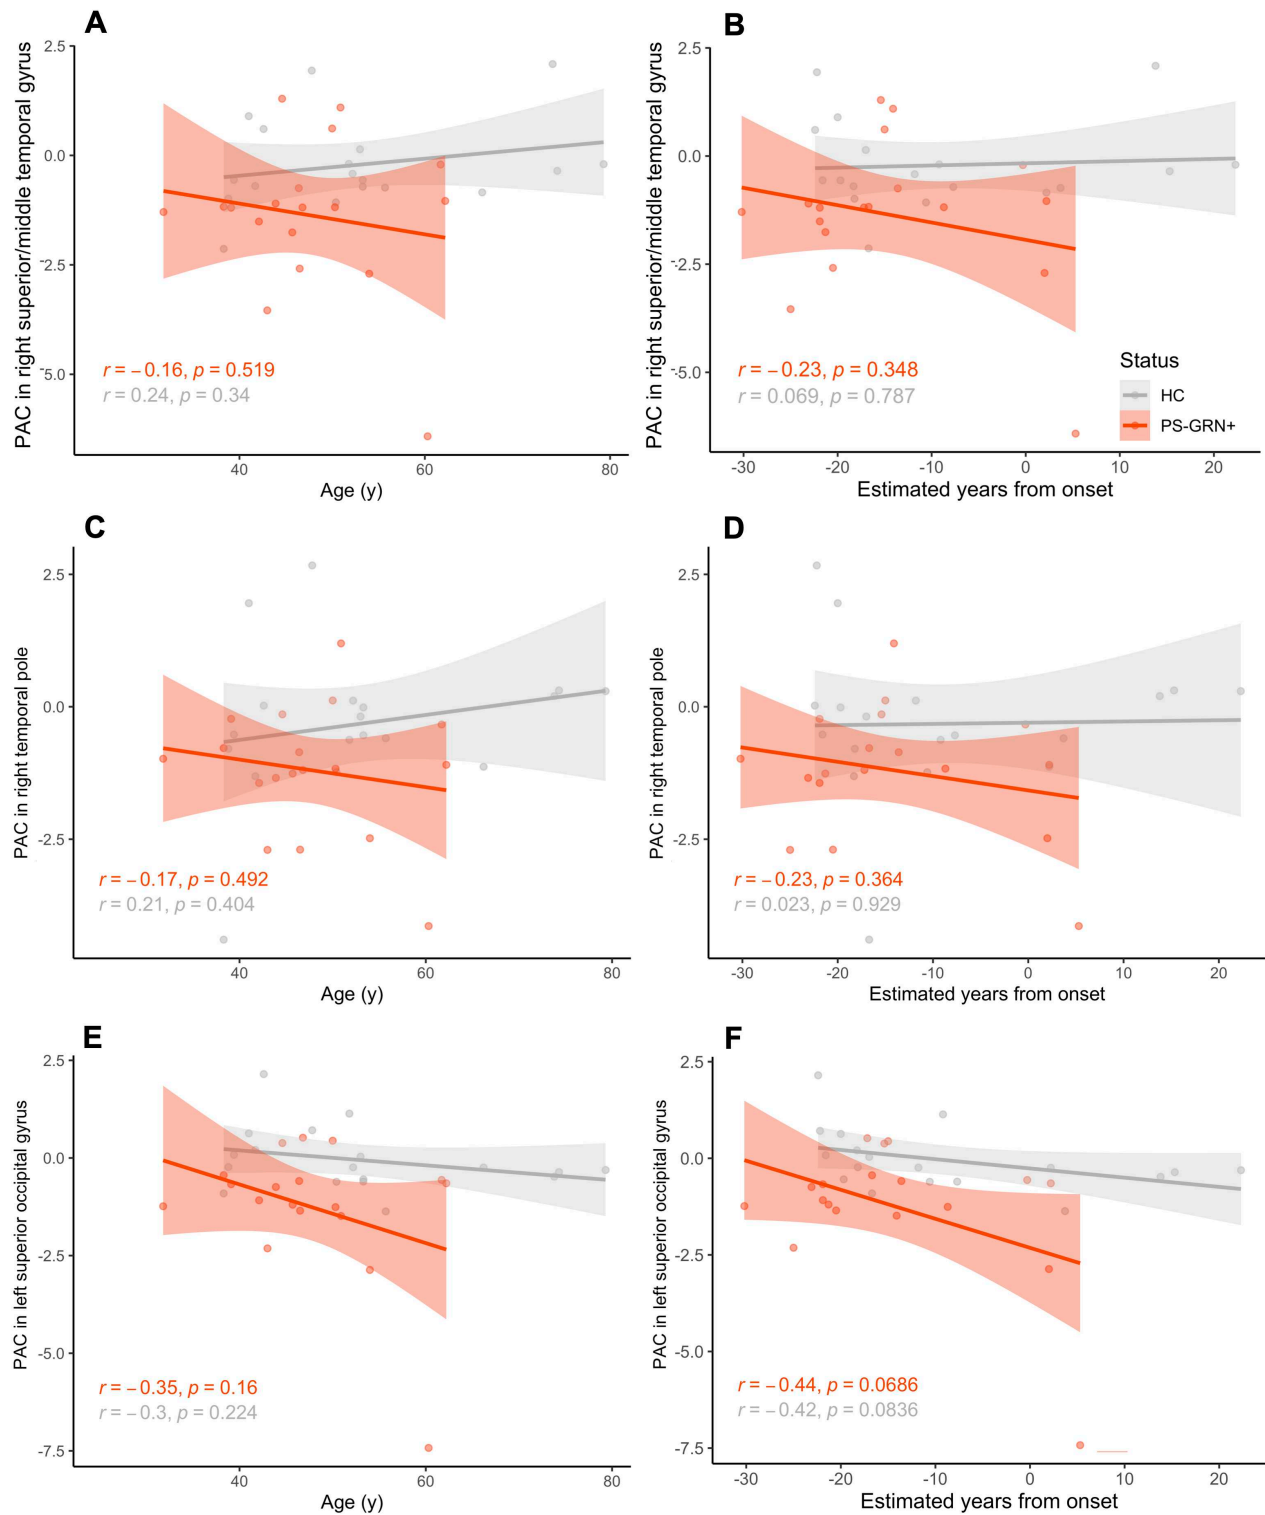 A
PAC in right superior/middle temporal gyrus
2.5
0.0
-2.5
-5.0
r = −0.16, p = 0.519
r = 0.24, p = 0.34
40
60
80
Age (y)
B
PAC in right superior/middle temporal gyrus
2.5
0.0
-2.5
-5.0
r = −0.23, p = 0.348
r = 0.069, p = 0.787
Status
HC
PS-GRN+
-30
-20
-10
0
10
20
Estimated years from onset
C
PAC in right temporal pole
2.5
0.0
-2.5
r = −0.17, p = 0.492
r = 0.21, p = 0.404
40
60
80
Age (y)
D
PAC in right temporal pole
2.5
0.0
-2.5
r = −0.23, p = 0.364
r = 0.023, p = 0.929
-30
-20
-10
0
10
20
Estimated years from onset
E
PAC in left superior occipital gyrus
2.5
0.0
-2.5
-5.0
-7.5
r = −0.35, p = 0.16
r = −0.3, p = 0.224
40
60
80
Age (y)
F
PAC in left superior occipital gyrus
2.5
0.0
-2.5
-5.0
-7.5
r = −0.44, p = 0.0686
r = −0.42, p = 0.0836
-30
-20
-10
0
10
20
Estimated years from onset